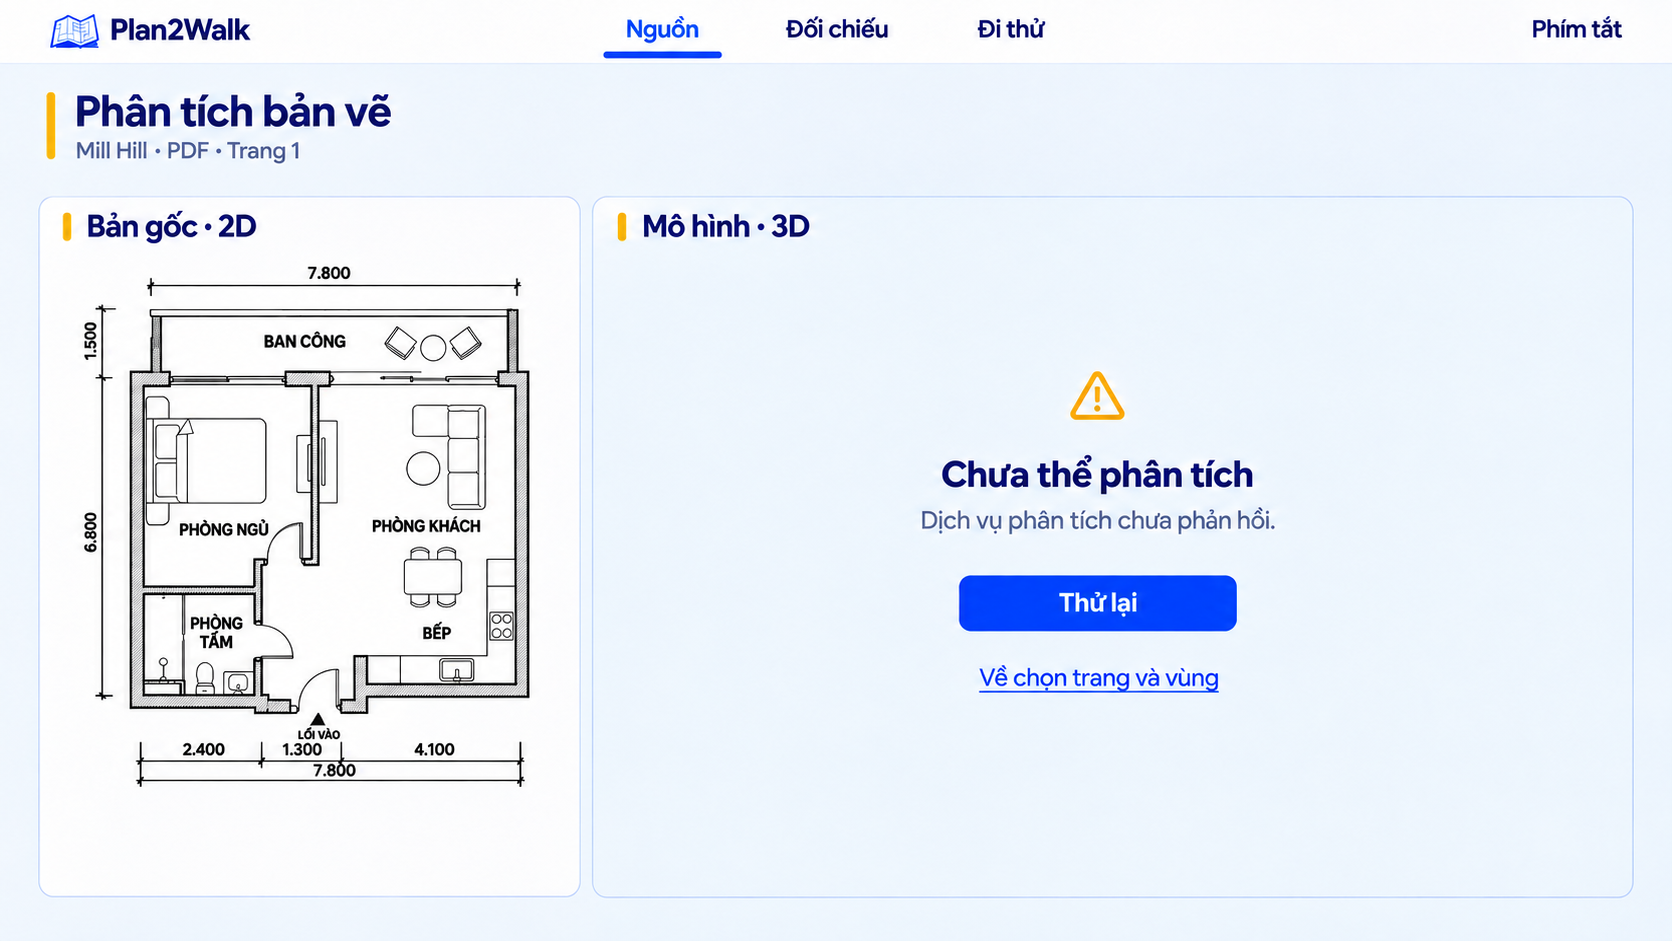 Plan2Walk
Nguồn
Đối chiếu
Đi thử
Phím tắt
Phân tích bản vẽ
Mill Hill • PDF • Trang 1
Bản gốc • 2D
7.800
1.500
BAN CÔNG
6.800
PHÒNG NGỦ
PHÒNG KHÁCH
PHÒNG
TẮM
BẾP
LỐI VÀO
2.400
1.300
4.100
7.800
Mô hình • 3D
Chưa thể phân tích
Dịch vụ phân tích chưa phản hồi.
Thử lại
Về chọn trang và vùng